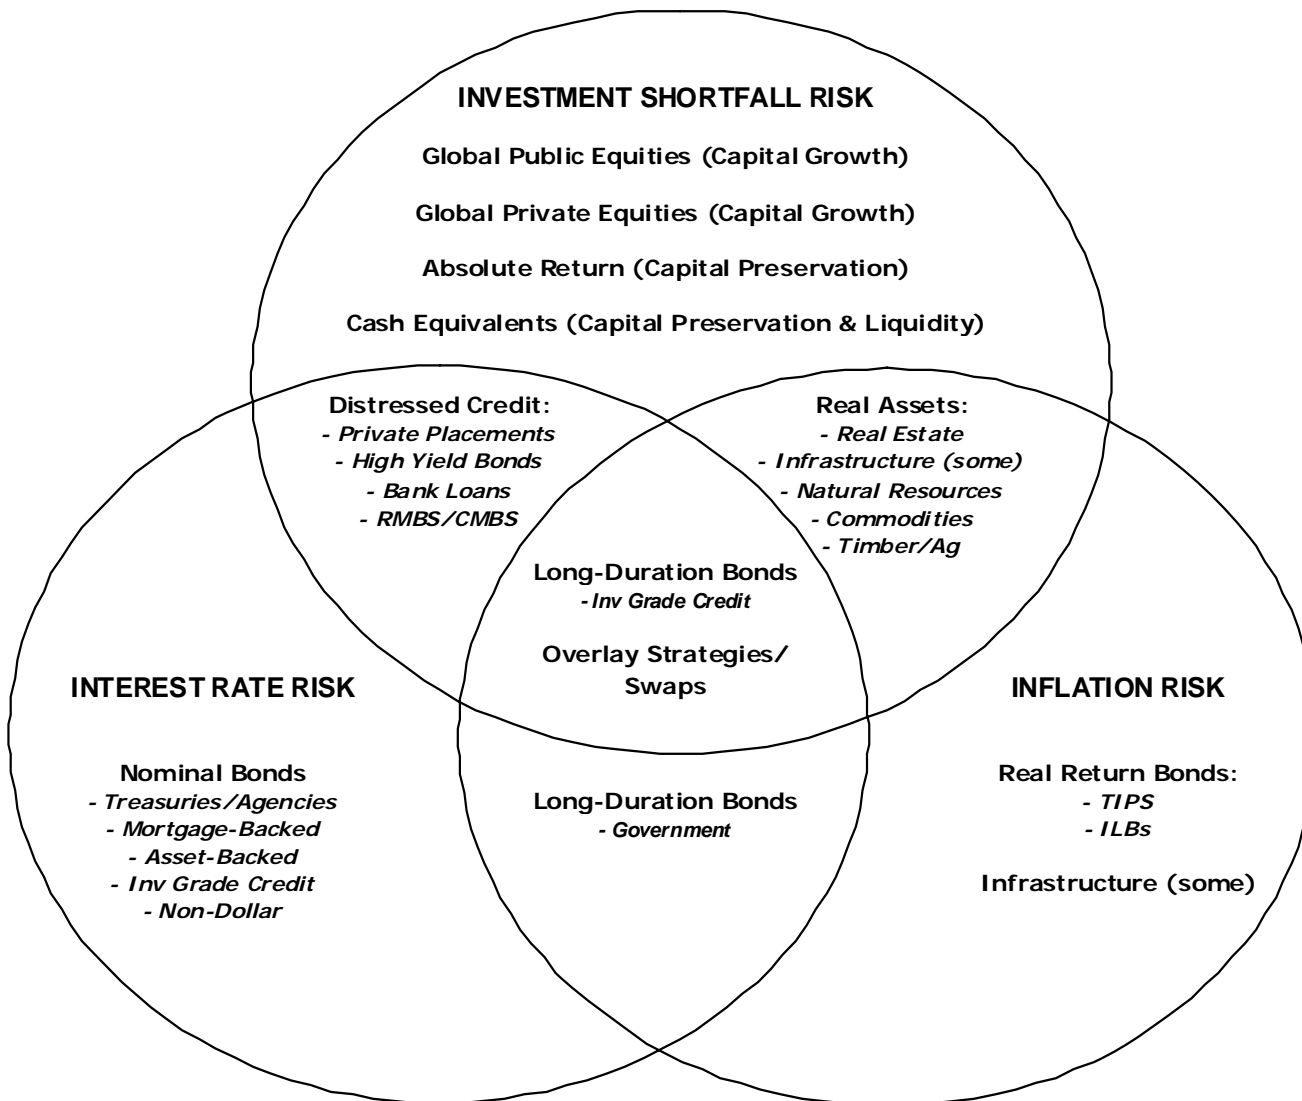 INVESTMENT SHORTFALL RISK
Global Public Equities (Capital Growth)
Global Private Equities (Capital Growth)
Absolute Return (Capital Preservation)
Cash Equivalents (Capital Preservation & Liquidity)
Distressed Credit:
- Private Placements
- High Yield Bonds
- Bank Loans
- RMBS/CMBS
Real Assets:
- Real Estate
- Infrastructure (some)
- Natural Resources
- Commodities
- Timber/Ag
Long-Duration Bonds
- Inv Grade Credit
Overlay Strategies/
Swaps
INTEREST RATE RISK
Nominal Bonds
- Treasuries/Agencies
- Mortgage-Backed
- Asset-Backed
- Inv Grade Credit
- Non-Dollar
Long-Duration Bonds
- Government
INFLATION RISK
Real Return Bonds:
- TIPS
- ILBs
Infrastructure (some)